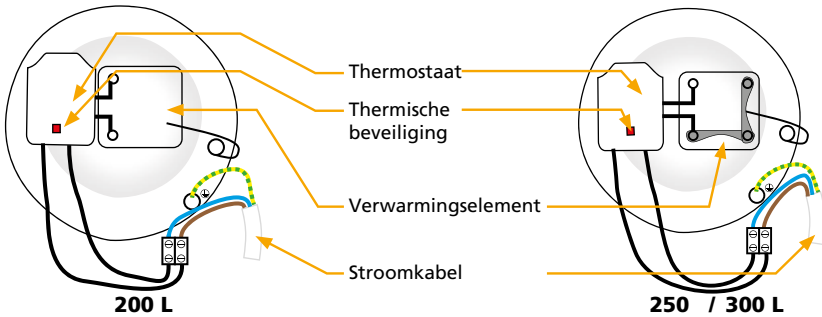 Thermostaat
Thermische
beveiliging
Verwarmingselement
Stroomkabel
200 L
250 / 300 L